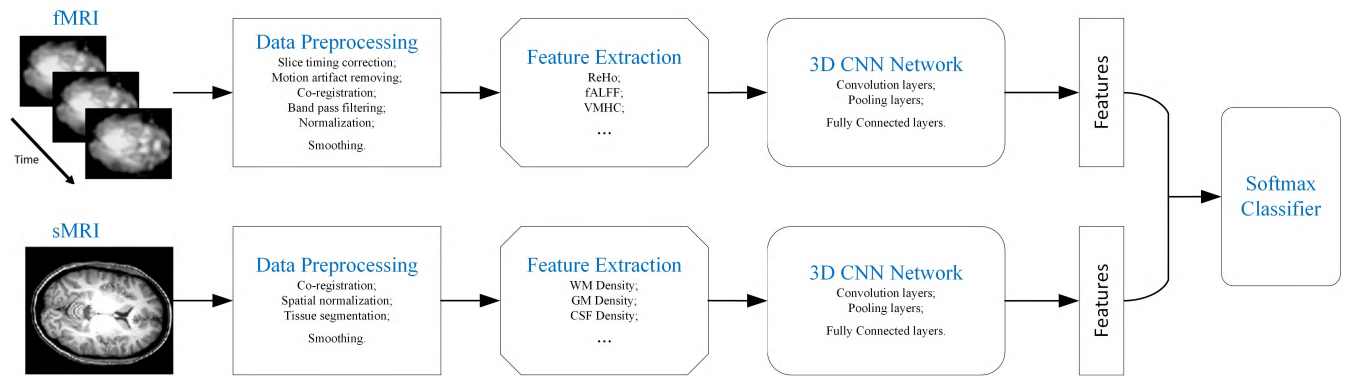 fMRI
Time
Data Preprocessing
Slice timing correction;
Motion artifact removing;
Co-registration;
Band pass filtering;
Normalization;
Smoothing.
Feature Extraction
ReHo;
fALFF;
VMHC;
...
3D CNN Network
Convolution layers;
Pooling layers;
Fully Connected layers.
Features
sMRI
Data Preprocessing
Co-registration;
Spatial normalization;
Tissue segmentation;
Smoothing.
Feature Extraction
WM Density;
GM Density;
CSF Density;
...
3D CNN Network
Convolution layers;
Pooling layers;
Fully Connected layers.
Features
Softmax
Classifier